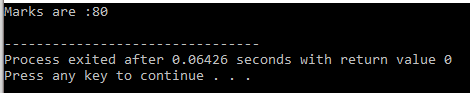 Marks are :80
--------------------------------
Process exited after 0.06426 seconds with return value 0
Press any key to continue . . .